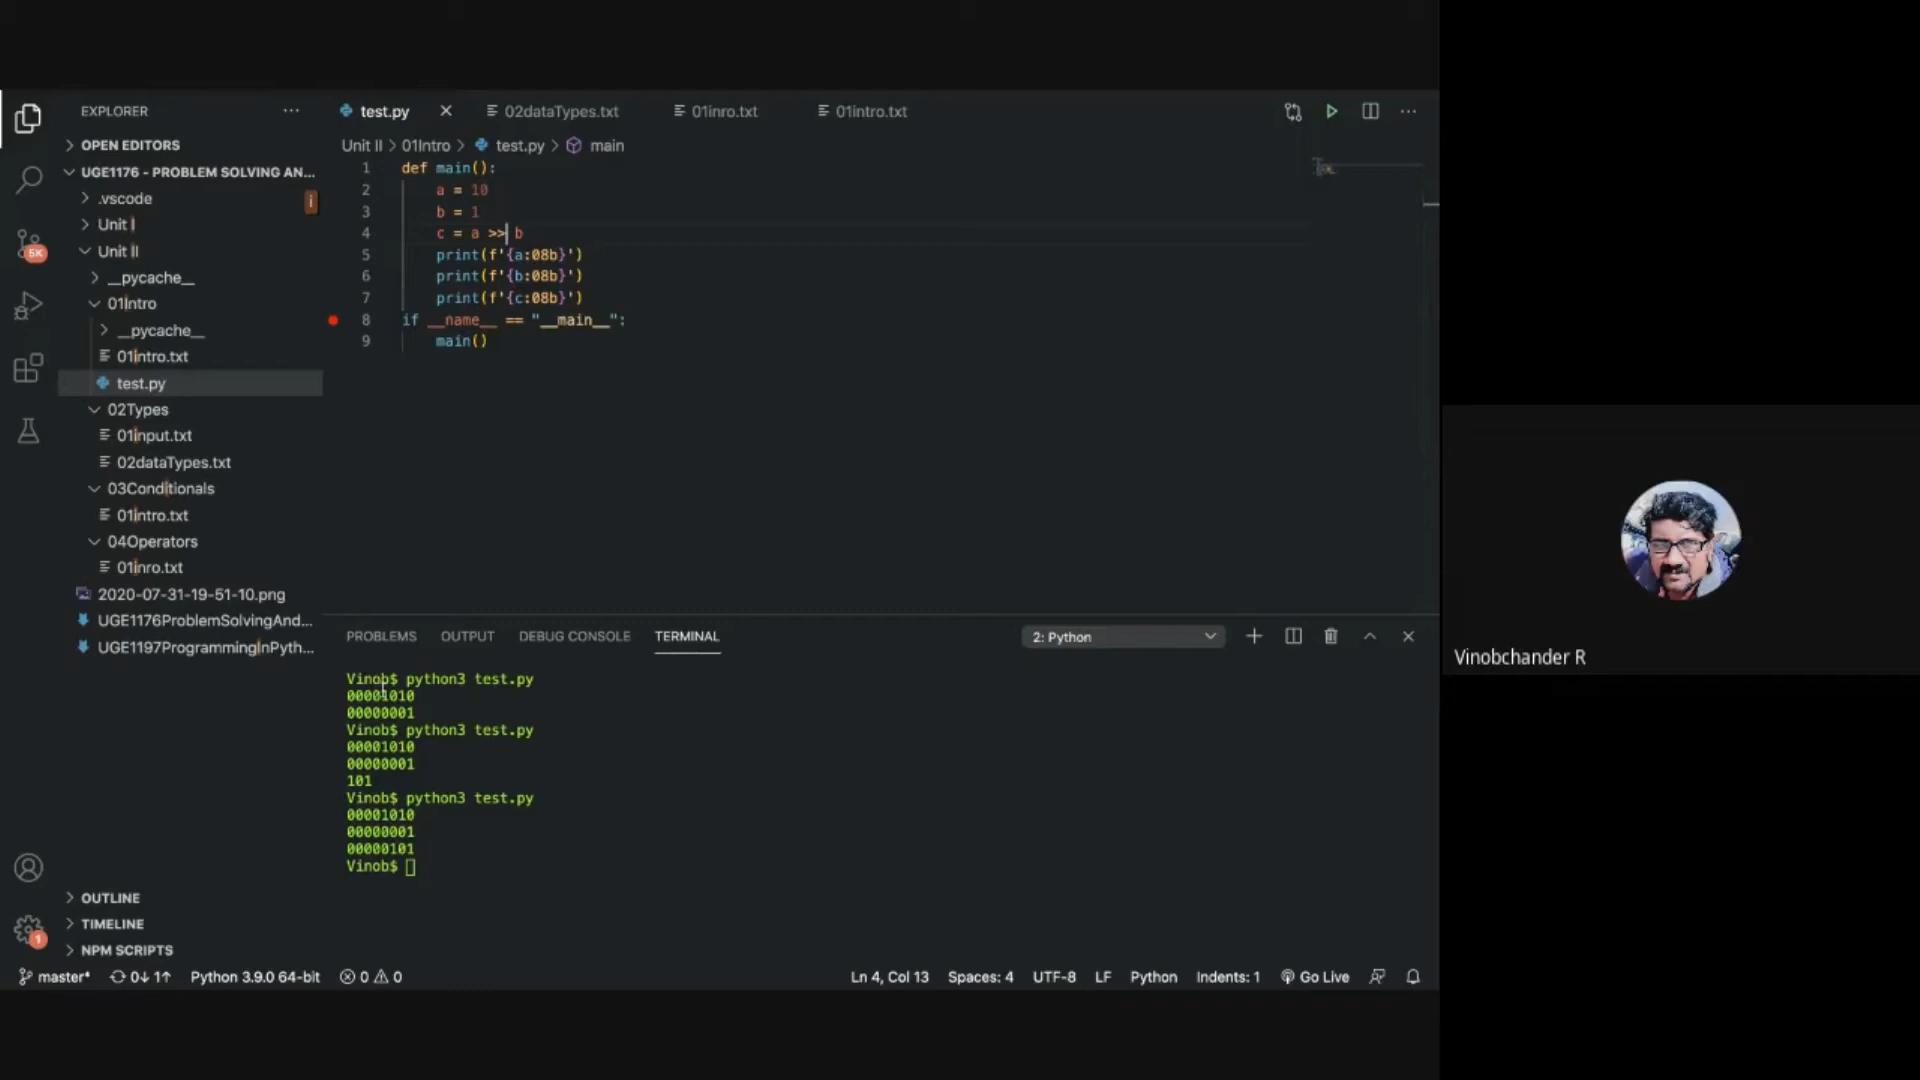 EXPLORER
OPEN EDITORS
UGE1176 - PROBLEM SOLVING AN...
.vscode
i
Unit I
Unit II
__pycache__
01Intro
__pycache__
01intro.txt
test.py
02Types
01input.txt
02dataTypes.txt
03Conditionals
01intro.txt
04Operators
01inro.txt
2020-07-31-19-51-10.png
UGE1176ProblemSolvingAnd...
UGE1197ProgrammingInPyth...
OUTLINE
TIMELINE
NPM SCRIPTS
5K
1
test.py
02dataTypes.txt
01inro.txt
01intro.txt
Unit II > 01Intro > test.py > main
1 def main():
2 a = 10
3 b = 1
4 c = a >> b
5 print(f'{a:08b}')
6 print(f'{b:08b}')
7 print(f'{c:08b}')
8 if __name__ == "__main__":
9 main()
PROBLEMS OUTPUT DEBUG CONSOLE TERMINAL
2: Python
Vinob$ python3 test.py
00001010
00000001
Vinob$ python3 test.py
00001010
00000001
101
Vinob$ python3 test.py
00001010
00000001
00000101
Vinob$
master* 0↓ 1↑ Python 3.9.0 64-bit 0 0
Ln 4, Col 13 Spaces: 4 UTF-8 LF Python Indents: 1 Go Live
Vinobchander R